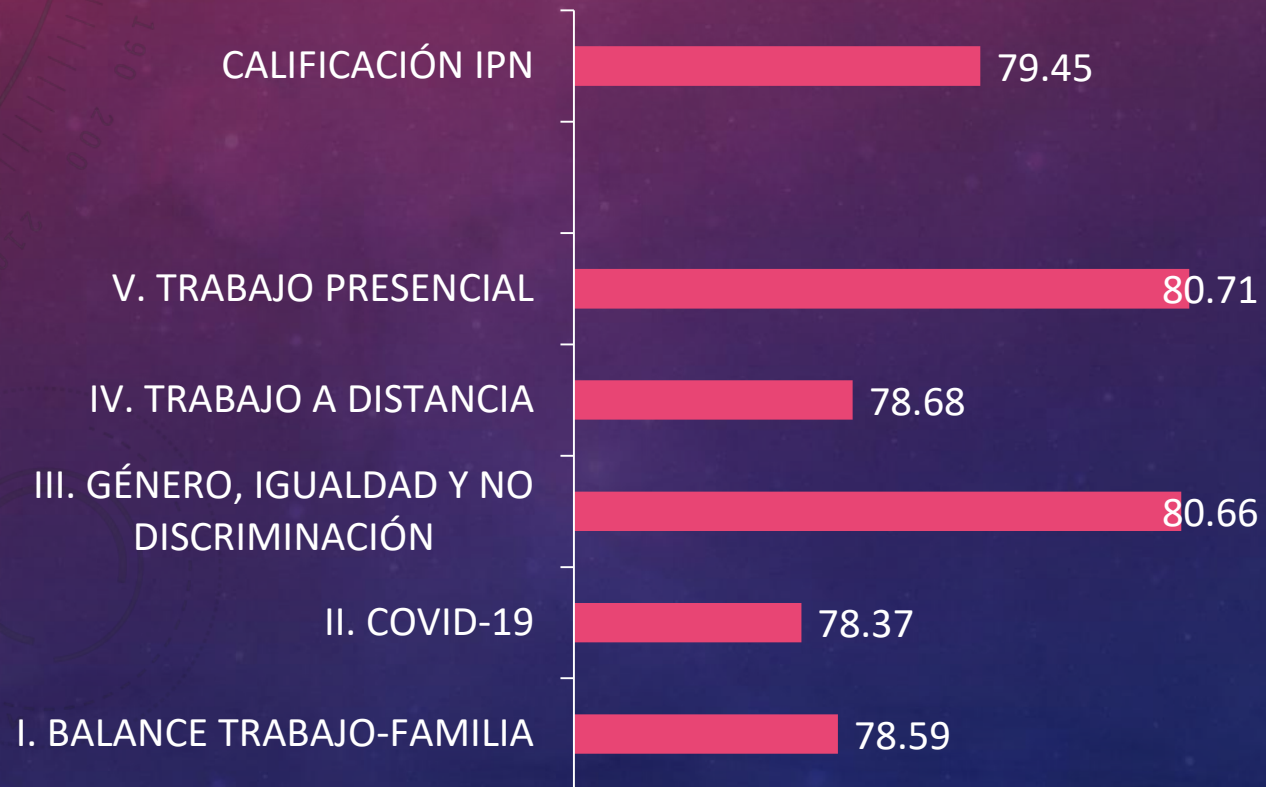 CALIFICACIÓN IPN 79.45
V. TRABAJO PRESENCIAL 80.71
IV. TRABAJO A DISTANCIA 78.68
III. GÉNERO, IGUALDAD Y NO
DISCRIMINACIÓN 80.66
II. COVID-19 78.37
I. BALANCE TRABAJO-FAMILIA 78.59